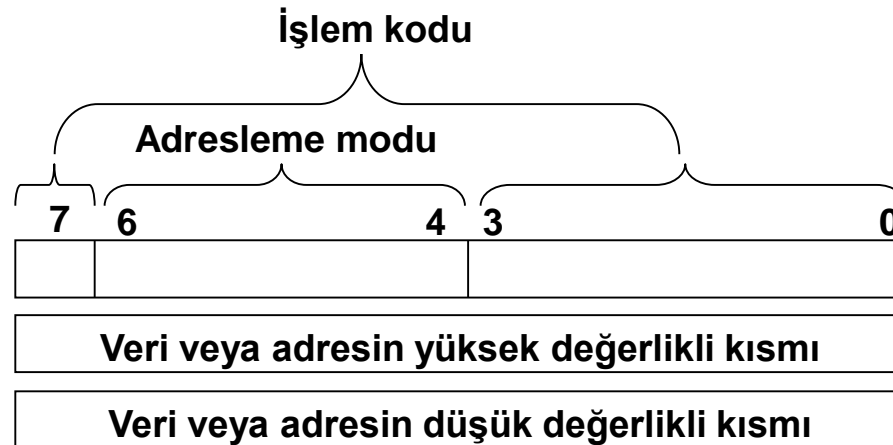 İşlem kodu
Adresleme modu
7 6 4 3 0
Veri veya adresin yüksek değerlikli kısmı
Veri veya adresin düşük değerlikli kısmı